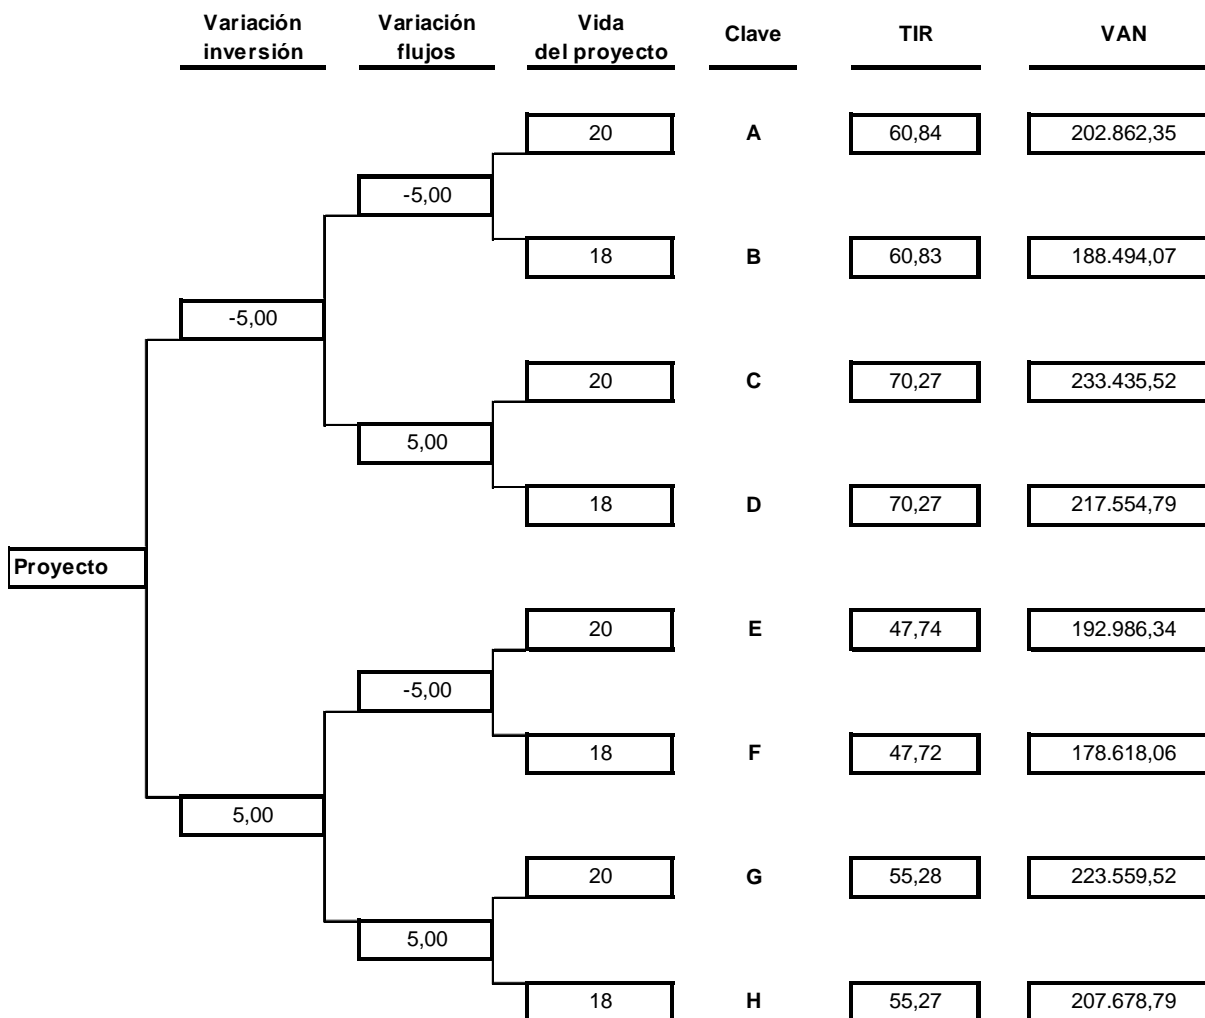 Variación inversión
Variación flujos
Vida del proyecto
Clave
TIR
VAN
20 A 60,84 202.862,35
-5,00
18 B 60,83 188.494,07
-5,00
20 C 70,27 233.435,52
5,00
18 D 70,27 217.554,79
Proyecto
20 E 47,74 192.986,34
-5,00
18 F 47,72 178.618,06
5,00
20 G 55,28 223.559,52
5,00
18 H 55,27 207.678,79